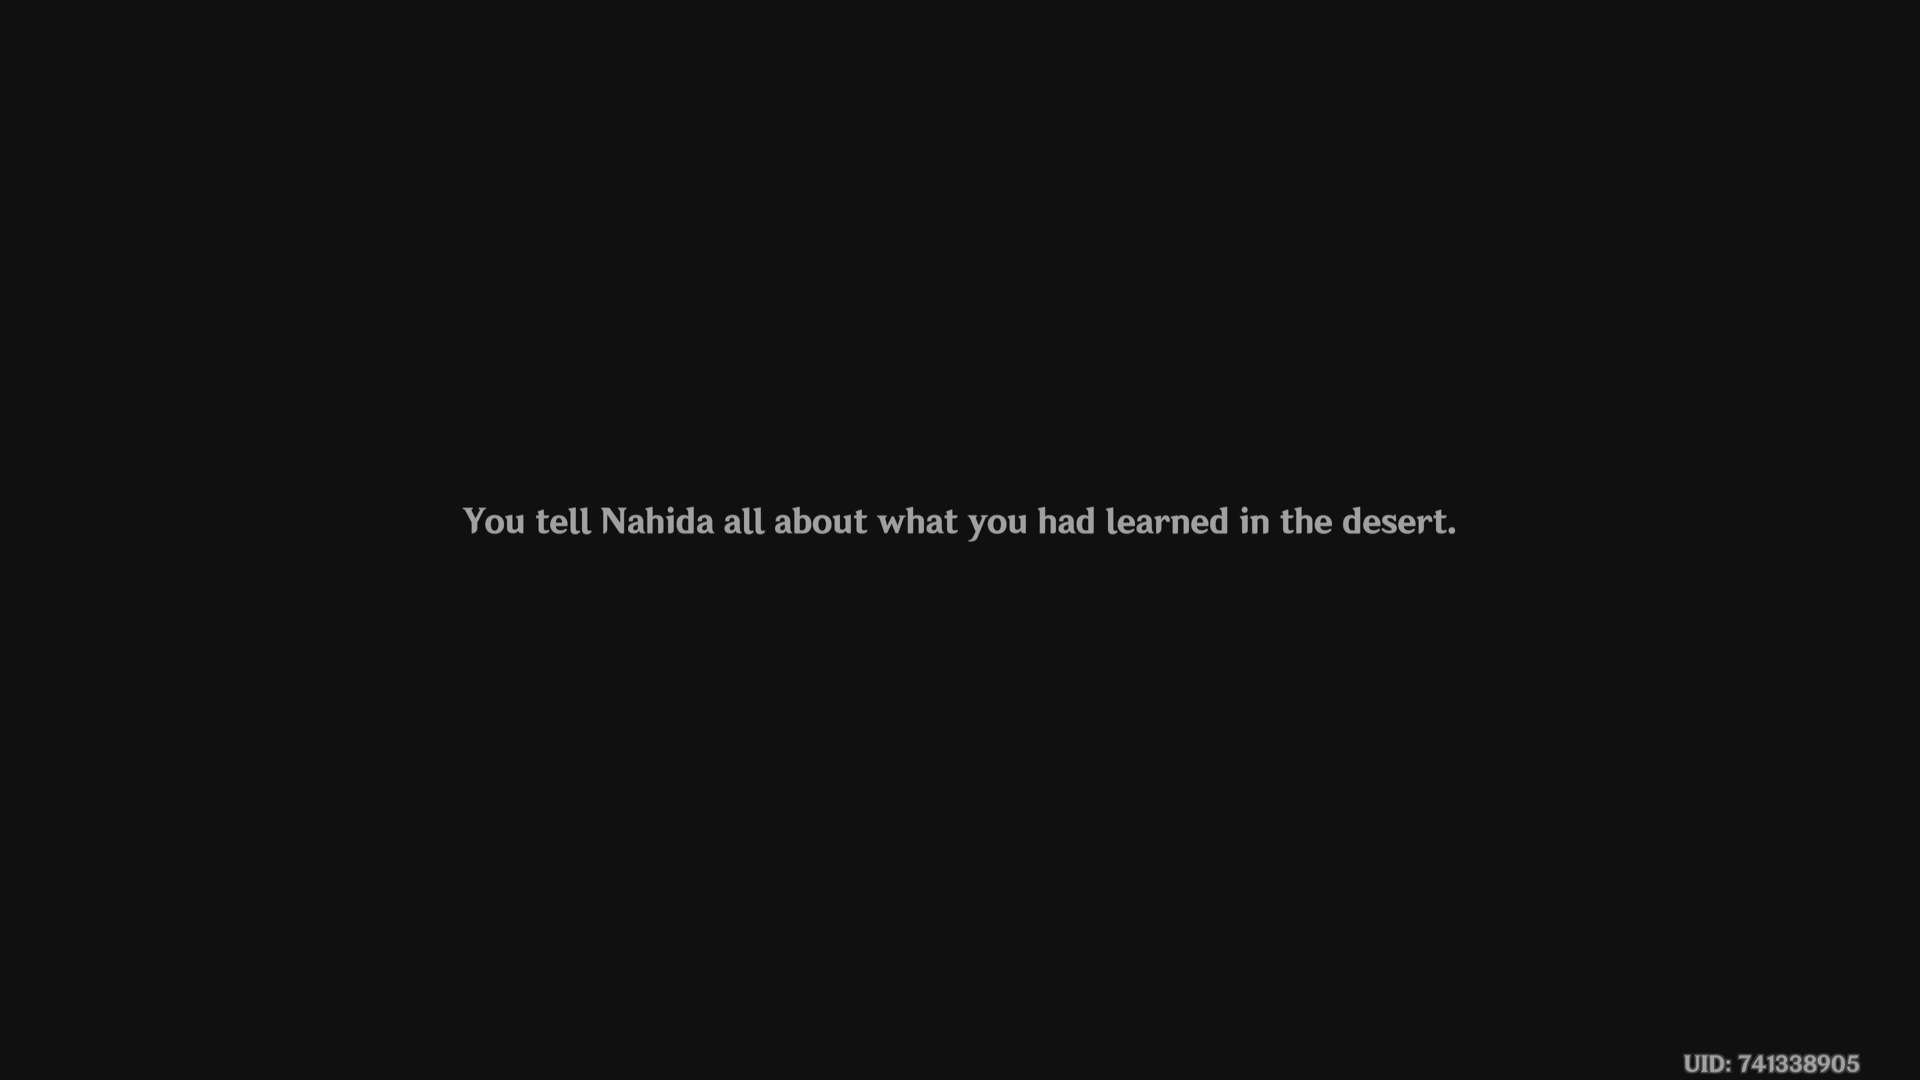 You tell Nahida all about what you had learned in the desert.
UID: 741338905